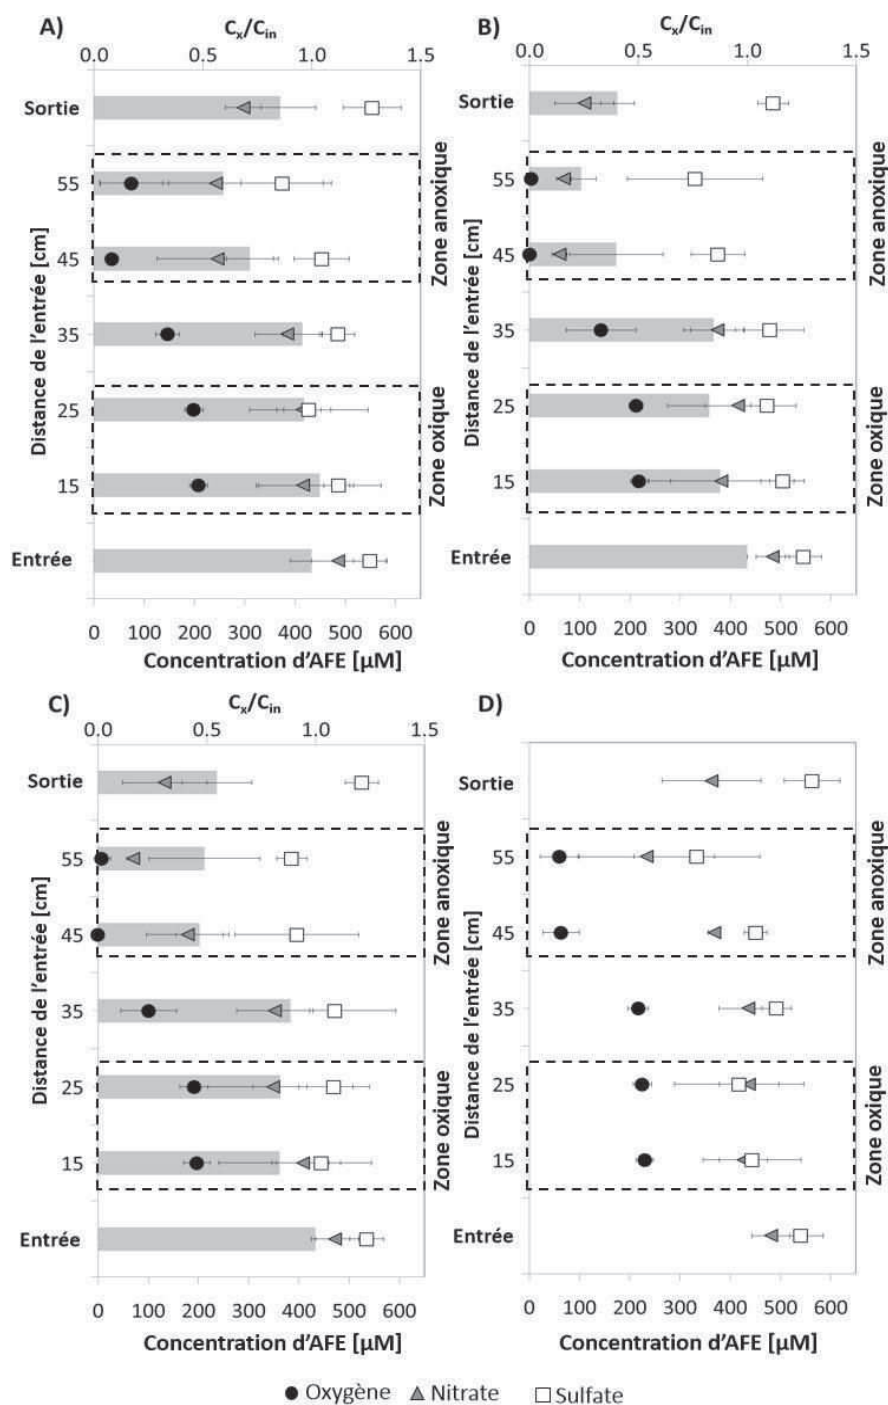 A)
C_x/C_in
0.0 0.5 1.0 1.5
Distance de l'entrée [cm]
Sortie
55
45
35
25
15
Entrée
Zone anoxique
Zone oxique
0 100 200 300 400 500 600
Concentration d'AFE [µM]
B)
C_x/C_in
0.0 0.5 1.0 1.5
Distance de l'entrée [cm]
Sortie
55
45
35
25
15
Entrée
Zone anoxique
Zone oxique
0 100 200 300 400 500 600
Concentration d'AFE [µM]
C)
C_x/C_in
0.0 0.5 1.0 1.5
Distance de l'entrée [cm]
Sortie
55
45
35
25
15
Entrée
Zone anoxique
Zone oxique
0 100 200 300 400 500 600
Concentration d'AFE [µM]
D)
Distance de l'entrée [cm]
Sortie
55
45
35
25
15
Entrée
Zone anoxique
Zone oxique
0 100 200 300 400 500 600
Concentration d'AFE [µM]
Oxygène Nitrate Sulfate